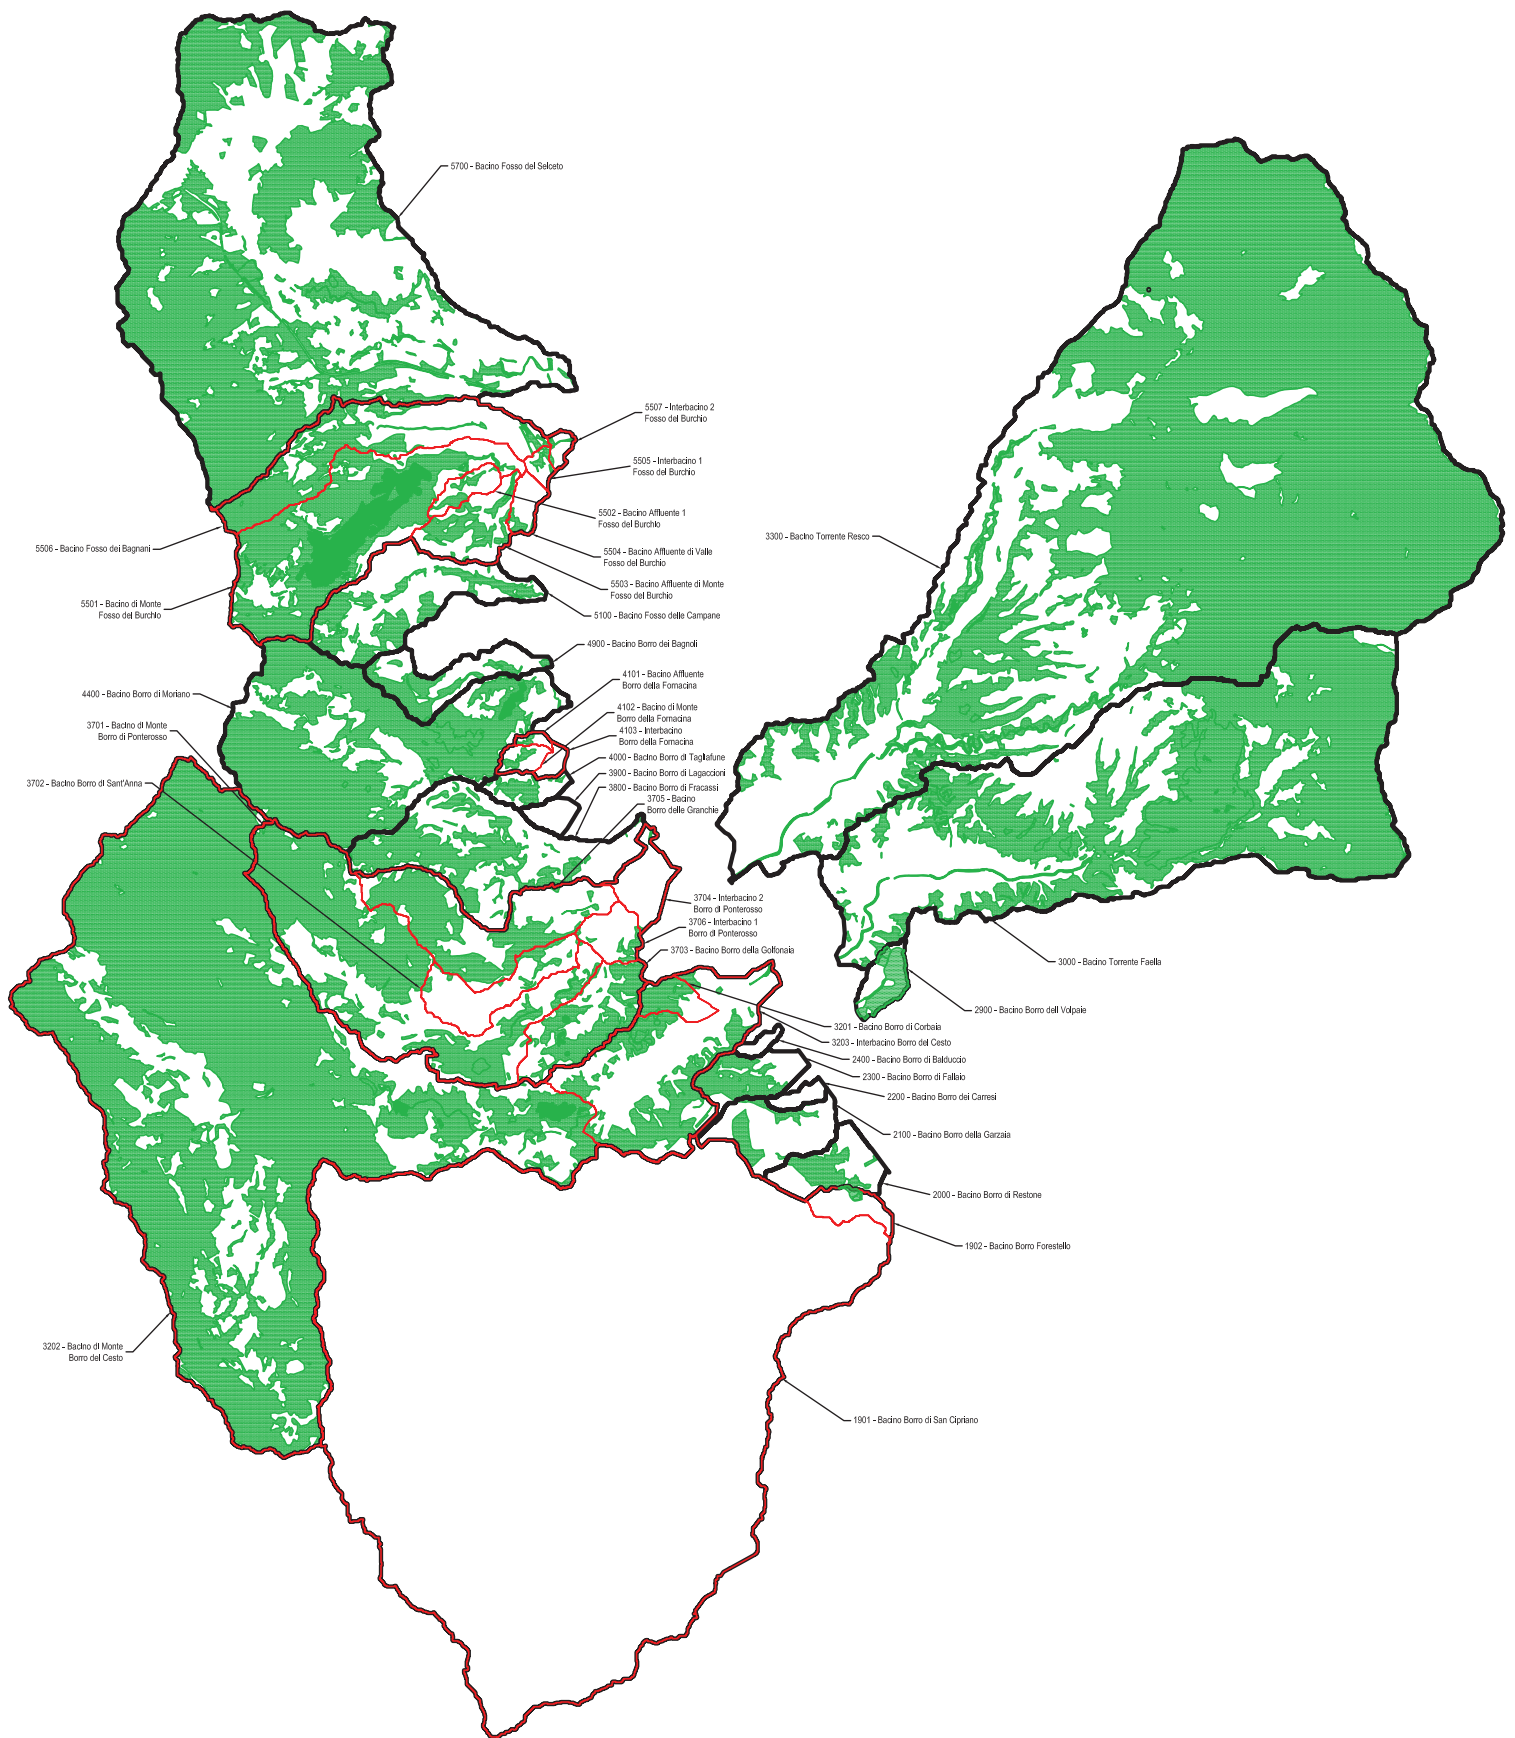 5700 - Bacino Fosso del Selceto
5507 - Interbacino 2
Fosso del Burchio
5505 - Interbacino 1
Fosso del Burchio
5502 - Bacino Affluente 1
Fosso del Burchio
5506 - Bacino Fosso dei Bagnani
5504 - Bacino Affluente di Valle
Fosso del Burchio
5503 - Bacino Affluente di Monte
Fosso del Burchio
5501 - Bacino di Monte
Fosso del Burchio
5100 - Bacino Fosso delle Campane
4900 - Bacino Borro dei Bagnoli
4101 - Bacino Affluente
Borro della Fornacina
4400 - Bacino Borro di Moriano
4102 - Bacino di Monte
Borro della Fornacina
3701 - Bacino di Monte
Borro di Ponterosso
4103 - Interbacino
Borro della Fornacina
4000 - Bacino Borro di Tagliafune
3900 - Bacino Borro di Lagaccioni
3702 - Bacino Borro di Sant'Anna
3800 - Bacino Borro di Fracassi
3705 - Bacino
Borro delle Granchie
3300 - Bacino Torrente Resco
3704 - Interbacino 2
Borro di Ponterosso
3706 - Interbacino 1
Borro di Ponterosso
3703 - Bacino Borro della Golfonaia
3000 - Bacino Torrente Faella
2900 - Bacino Borro dell Volpaie
3201 - Bacino Borro di Corbaia
3203 - Interbacino Borro del Cesto
2400 - Bacino Borro di Balduccio
2300 - Bacino Borro di Fallaio
2200 - Bacino Borro dei Carresi
2100 - Bacino Borro della Garzaia
2000 - Bacino Borro di Restone
1902 - Bacino Borro Forestello
3202 - Bacino di Monte
Borro del Cesto
1901 - Bacino Borro di San Cipriano